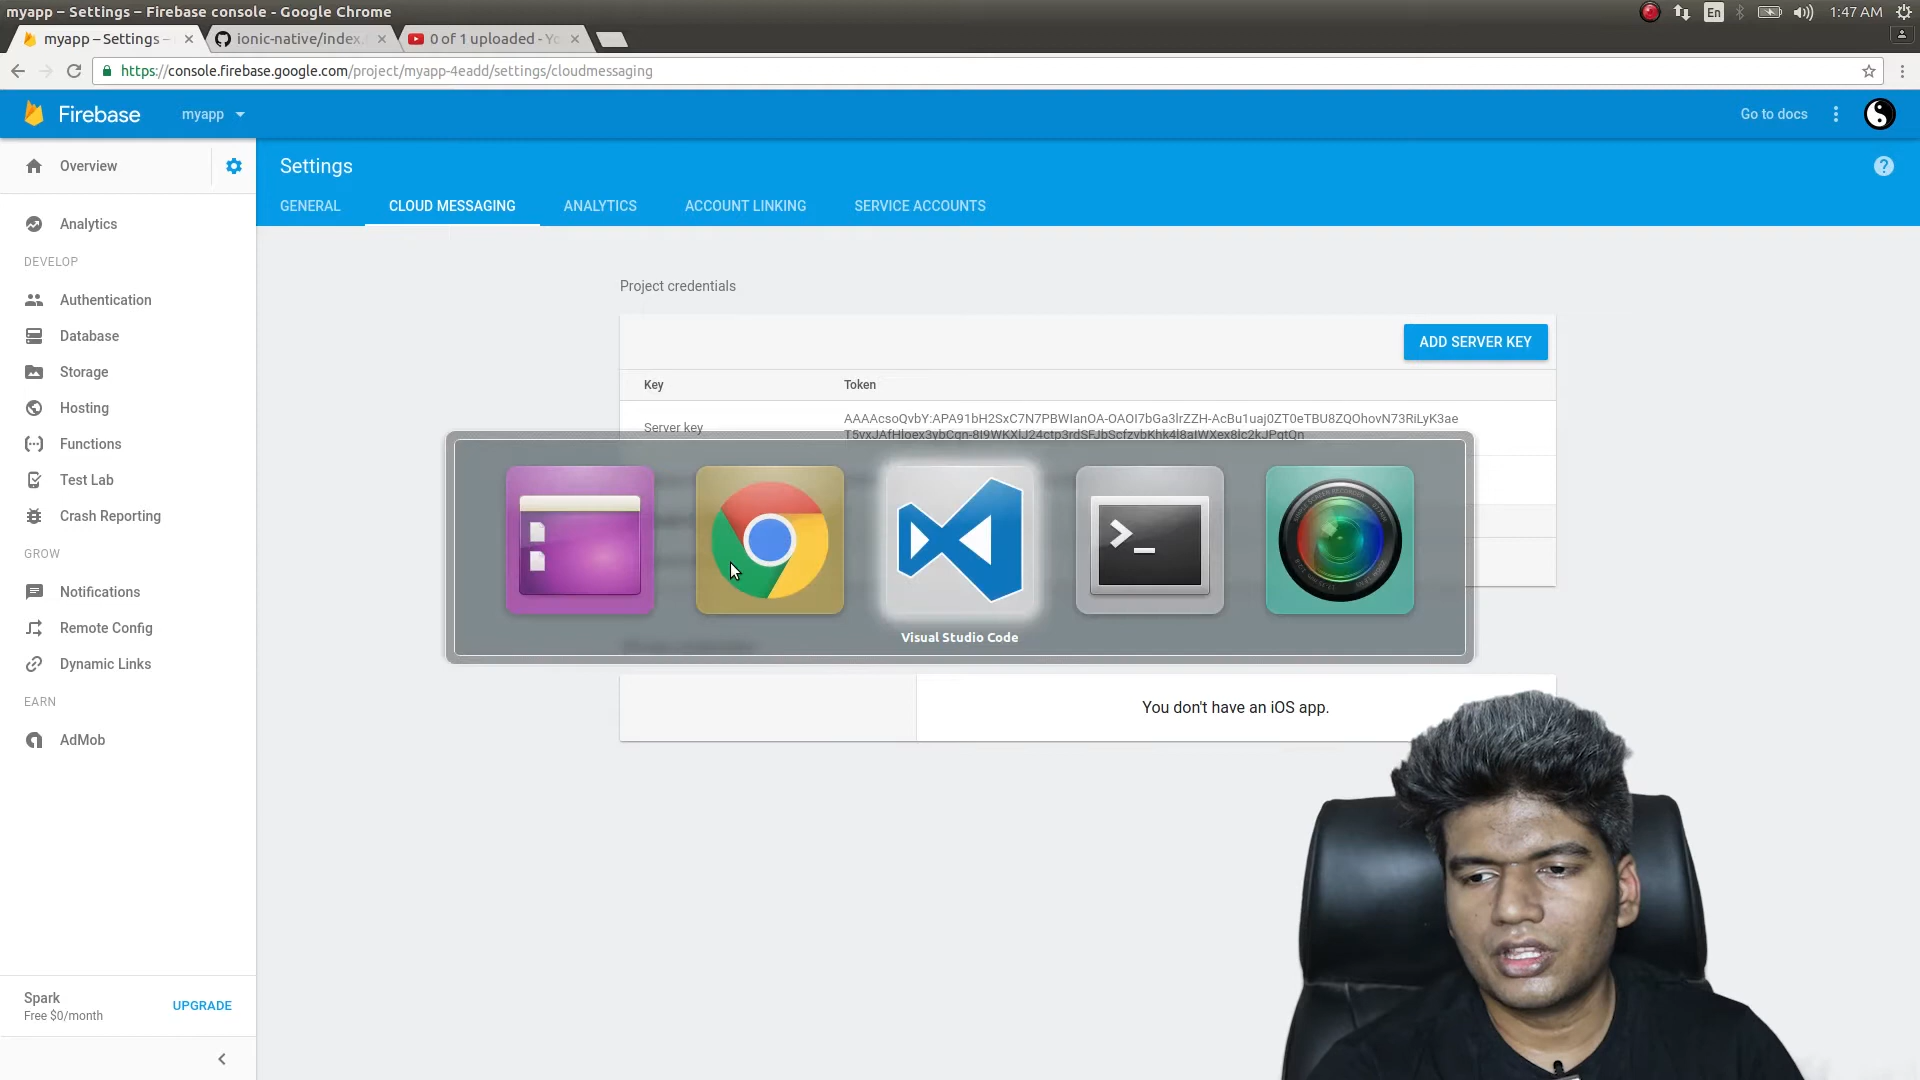 myapp – Settings – Firebase console - Google Chrome
En
1:47 AM
myapp – Settings –
ionic-native/index.
0 of 1 uploaded - Yo
https://console.firebase.google.com/project/myapp-4eadd/settings/cloudmessaging
Firebase
myapp
Go to docs
Overview
Settings
GENERAL
CLOUD MESSAGING
ANALYTICS
ACCOUNT LINKING
SERVICE ACCOUNTS
Analytics
DEVELOP
Authentication
Database
Storage
Hosting
Functions
Test Lab
Crash Reporting
GROW
Notifications
Remote Config
Dynamic Links
EARN
AdMob
Spark
Free $0/month
UPGRADE
Project credentials
ADD SERVER KEY
Key
Token
Server key
Visual Studio Code
You don't have an iOS app.